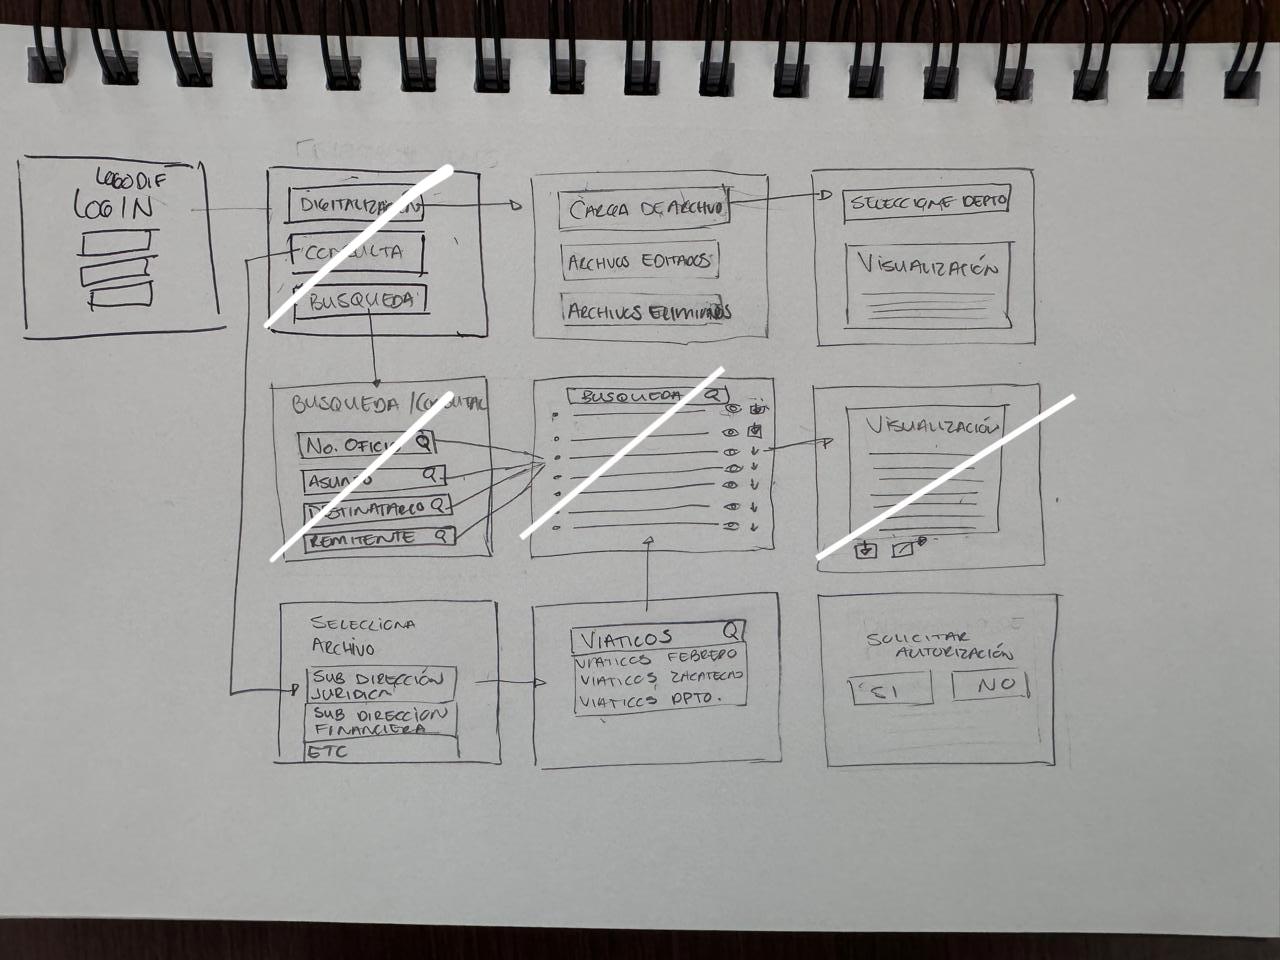 LOGO DIF
LOGIN
DIGITALIZACIÓN
CONSULTA
BUSQUEDA
CARGA DE ARCHIVO
ARCHIVOS EDITADOS
ARCHIVOS ELIMINADOS
SELECCIONE DEPTO
VISUALIZACIÓN
BUSQUEDA /CONSULTA
No. OFICIO
ASUNTO
DESTINATARIO
REMITENTE
BUSQUEDA
VISUALIZACIÓN
SELECCIONA
ARCHIVO
SUB DIRECCIÓN
JURIDICA
SUB DIRECCION
FINANCIERA
ETC
VIATICOS
VIATICOS FEBRERO
VIATICOS ZACATECAS
VIATICOS DPTO.
SOLICITAR
AUTORIZACIÓN
SI
NO